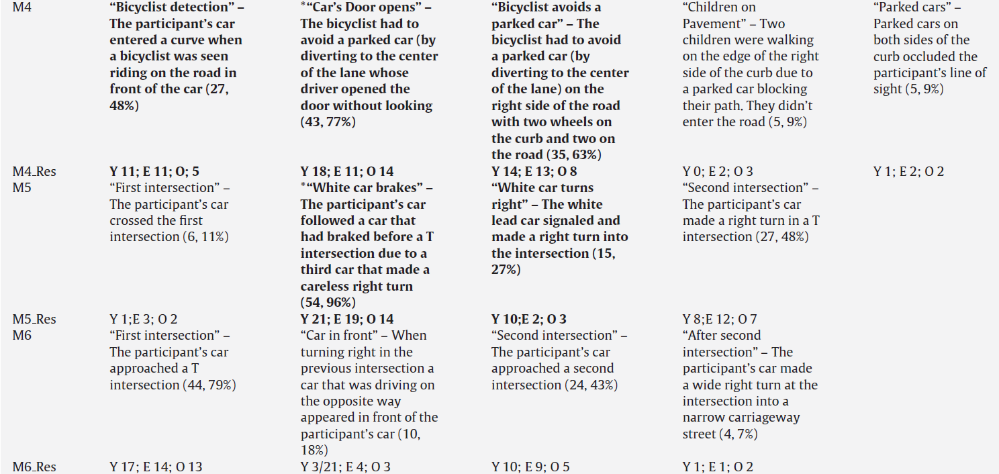 M4
“Bicyclist detection” –
The participant’s car
entered a curve when
a bicyclist was seen
riding on the road in
front of the car (27,
48%)
*“Car’s Door opens” –
The bicyclist had to
avoid a parked car (by
diverting to the center
of the lane whose
driver opened the
door without looking
(43, 77%)
“Bicyclist avoids a
parked car” – The
bicyclist had to avoid
a parked car (by
diverting to the center
of the lane) on the
right side of the road
with two wheels on
the curb and two on
the road (35, 63%)
“Children on
Pavement” – Two
children were walking
on the edge of the right
side of the curb due to
a parked car blocking
their path. They didn’t
enter the road (5, 9%)
“Parked cars” –
Parked cars on
both sides of the
curb occluded the
participant’s line of
sight (5, 9%)
M4_Res
Y 11; E 11; O; 5
Y 18; E 11; O 14
Y 14; E 13; O 8
Y 0; E 2; O 3
Y 1; E 2; O 2
M5
“First intersection” –
The participant’s car
crossed the first
intersection (6, 11%)
*“White car brakes” –
The participant’s car
followed a car that
had braked before a T
intersection due to a
third car that made a
careless right turn
(54, 96%)
“White car turns
right” – The white
lead car signaled and
made a right turn into
the intersection (15,
27%)
“Second intersection” –
The participant’s car
made a right turn in a T
intersection (27, 48%)
M5_Res
Y 1;E 3; O 2
Y 21; E 19; O 14
Y 10;E 2; O 3
Y 8;E 12; O 7
M6
“First intersection” –
The participant’s car
approached a T
intersection (44, 79%)
“Car in front” – When
turning right in the
previous intersection a
car that was driving on
the opposite way
appeared in front of the
participant’s car (10,
18%)
“Second intersection” –
The participant’s car
approached a second
intersection (24, 43%)
“After second
intersection” – The
participant’s car made
a wide right turn at the
intersection into a
narrow carriageway
street (4, 7%)
M6_Res
Y 17; E 14; O 13
Y 3/21; E 4; O 3
Y 10; E 9; O 5
Y 1; E 1; O 2